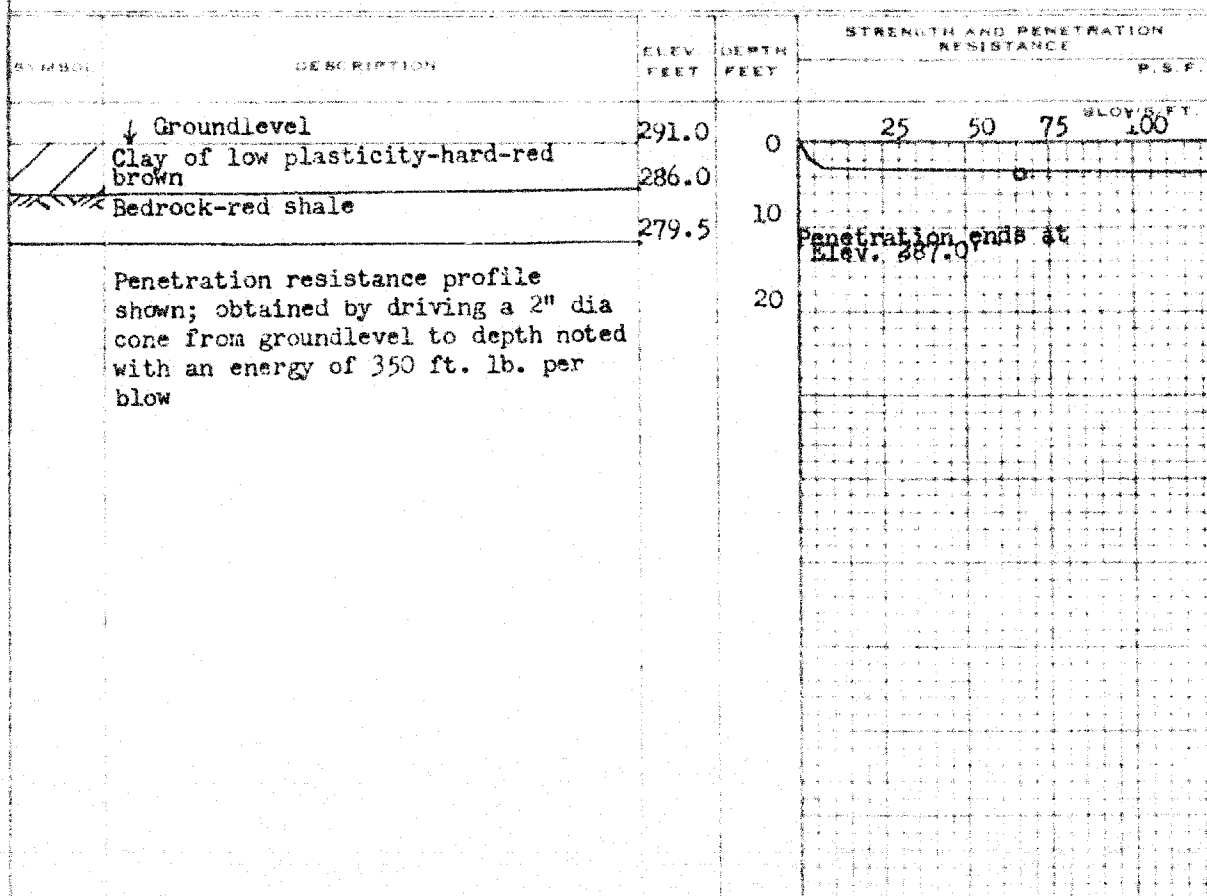 STRENGTH AND PENETRATION
RESISTANCE
SYMBOL DESCRIPTION ELEV. DEPTH
FEET FEET P.S.F.
BLOWS/FT.
↓ Groundlevel 291.0 0 25 50 75 100
Clay of low plasticity-hard-red
brown 286.0
Bedrock-red shale 10
279.5 Penetration ends at
Elev. 287.0'
Penetration resistance profile
shown; obtained by driving a 2" dia 20
cone from groundlevel to depth noted
with an energy of 350 ft. lb. per
blow